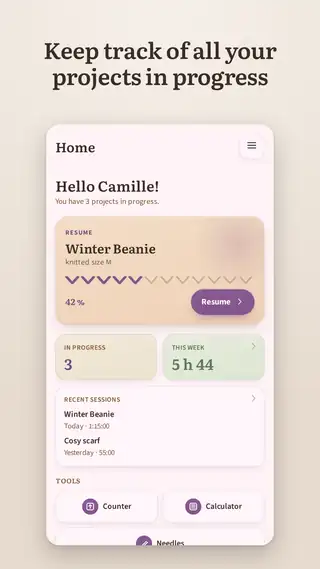 Keep track of all your
projects in progress
Home
Hello Camille!
You have 3 projects in progress.
RESUME
Winter Beanie
knitted size M
42 %
Resume
IN PROGRESS
3
THIS WEEK
5 h 44
RECENT SESSIONS
Winter Beanie
Today · 1:15:00
Cosy scarf
Yesterday · 55:00
TOOLS
Counter
Calculator
Needles